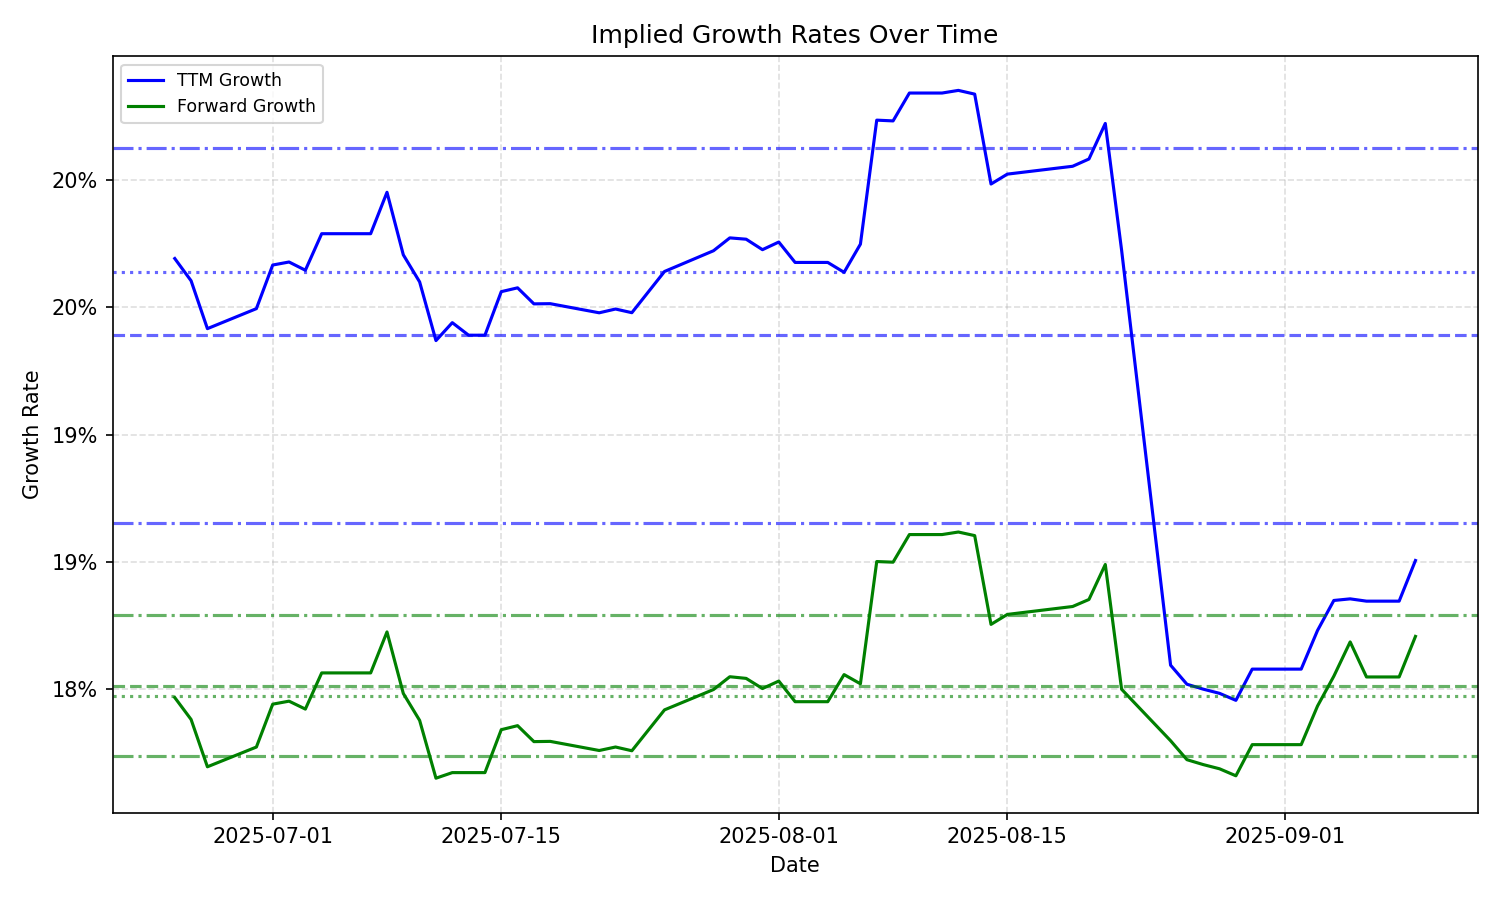 Implied Growth Rates Over Time
TTM Growth
Forward Growth
20%
20%
19%
19%
18%
Growth Rate
2025-07-01
2025-07-15
2025-08-01
2025-08-15
2025-09-01
Date